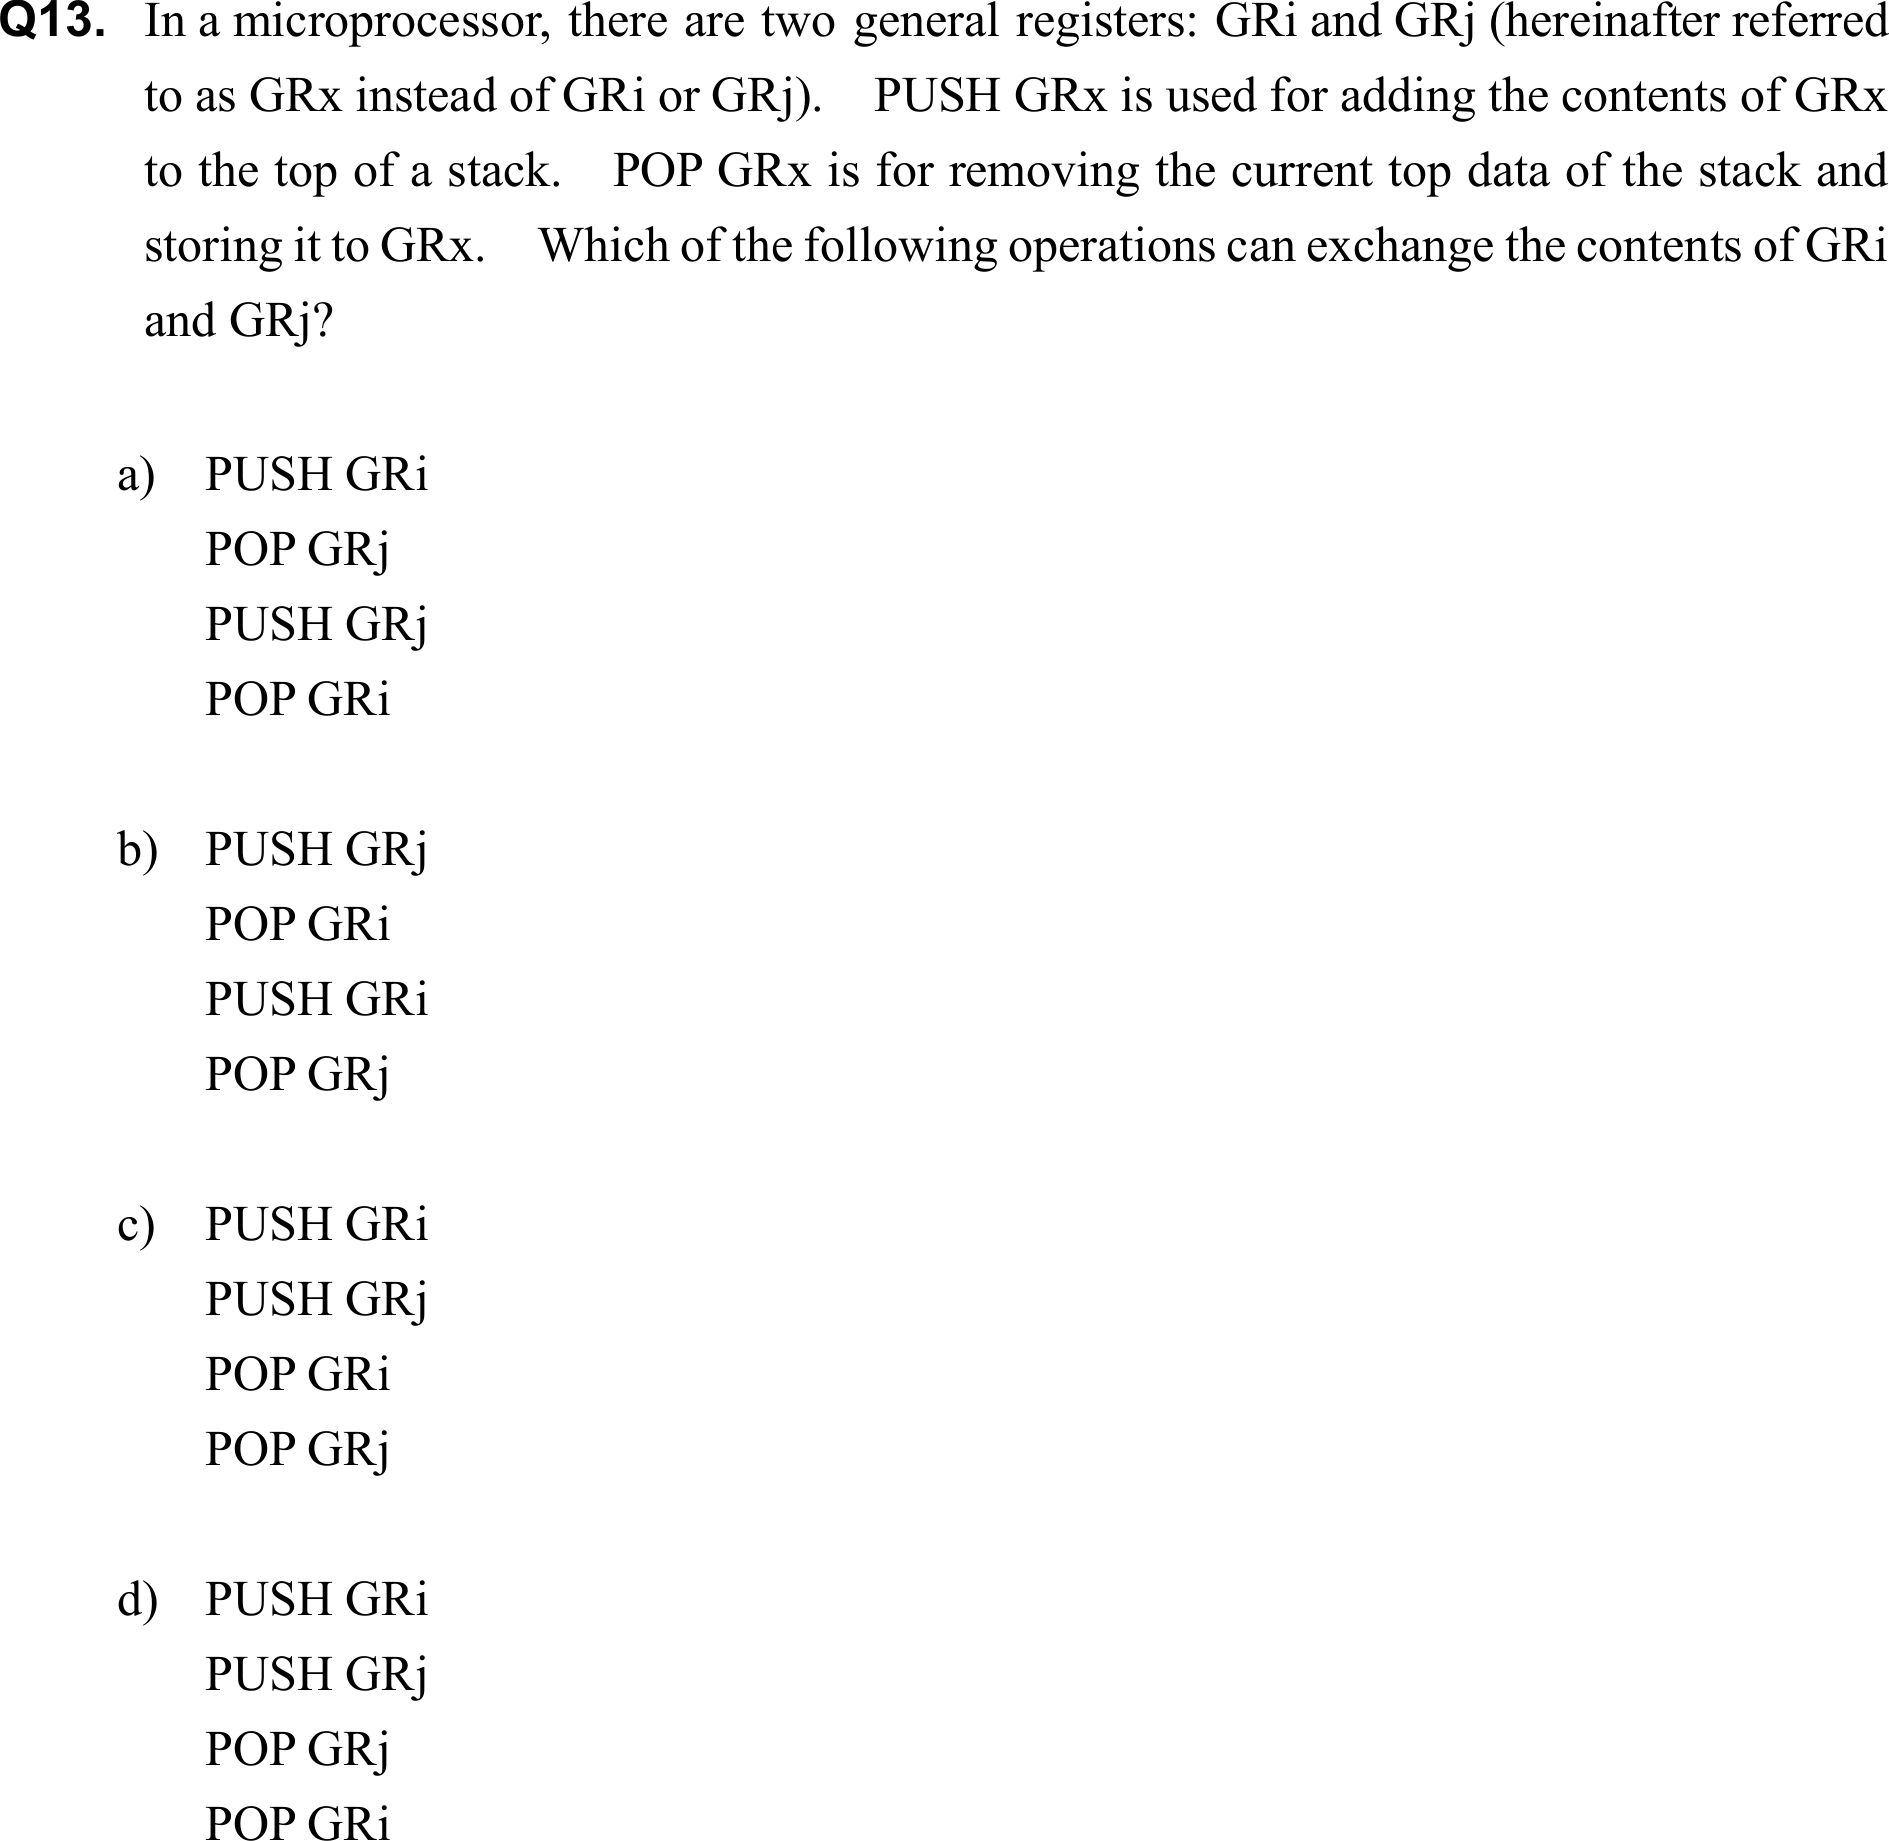 Q13. In a microprocessor, there are two general registers: GRi and GRj (hereinafter referred
to as GRx instead of GRi or GRj). PUSH GRx is used for adding the contents of GRx
to the top of a stack. POP GRx is for removing the current top data of the stack and
storing it to GRx. Which of the following operations can exchange the contents of GRi
and GRj?
a) PUSH GRi
POP GRj
PUSH GRj
POP GRi
b) PUSH GRj
POP GRi
PUSH GRi
POP GRj
c) PUSH GRi
PUSH GRj
POP GRi
POP GRj
d) PUSH GRi
PUSH GRj
POP GRj
POP GRi